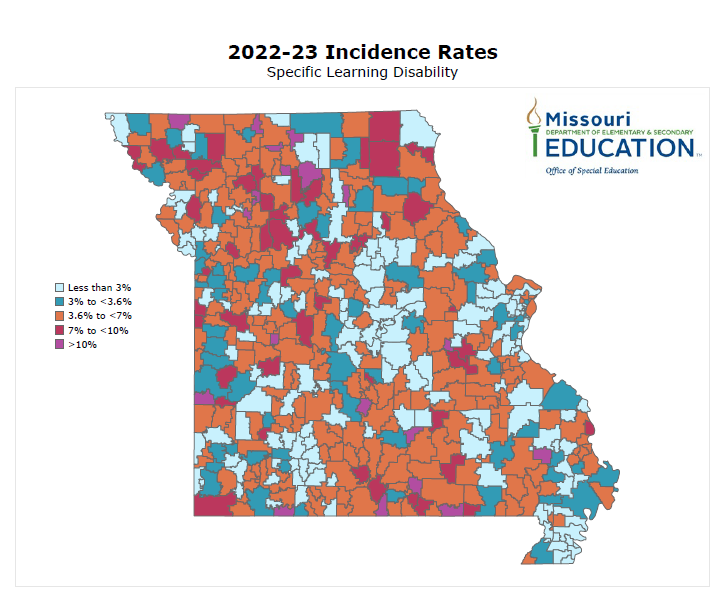 2022-23 Incidence Rates
Specific Learning Disability
Missouri
DEPARTMENT OF ELEMENTARY & SECONDARY
EDUCATION™
Office of Special Education
Less than 3%
3% to <3.6%
3.6% to <7%
7% to <10%
>10%